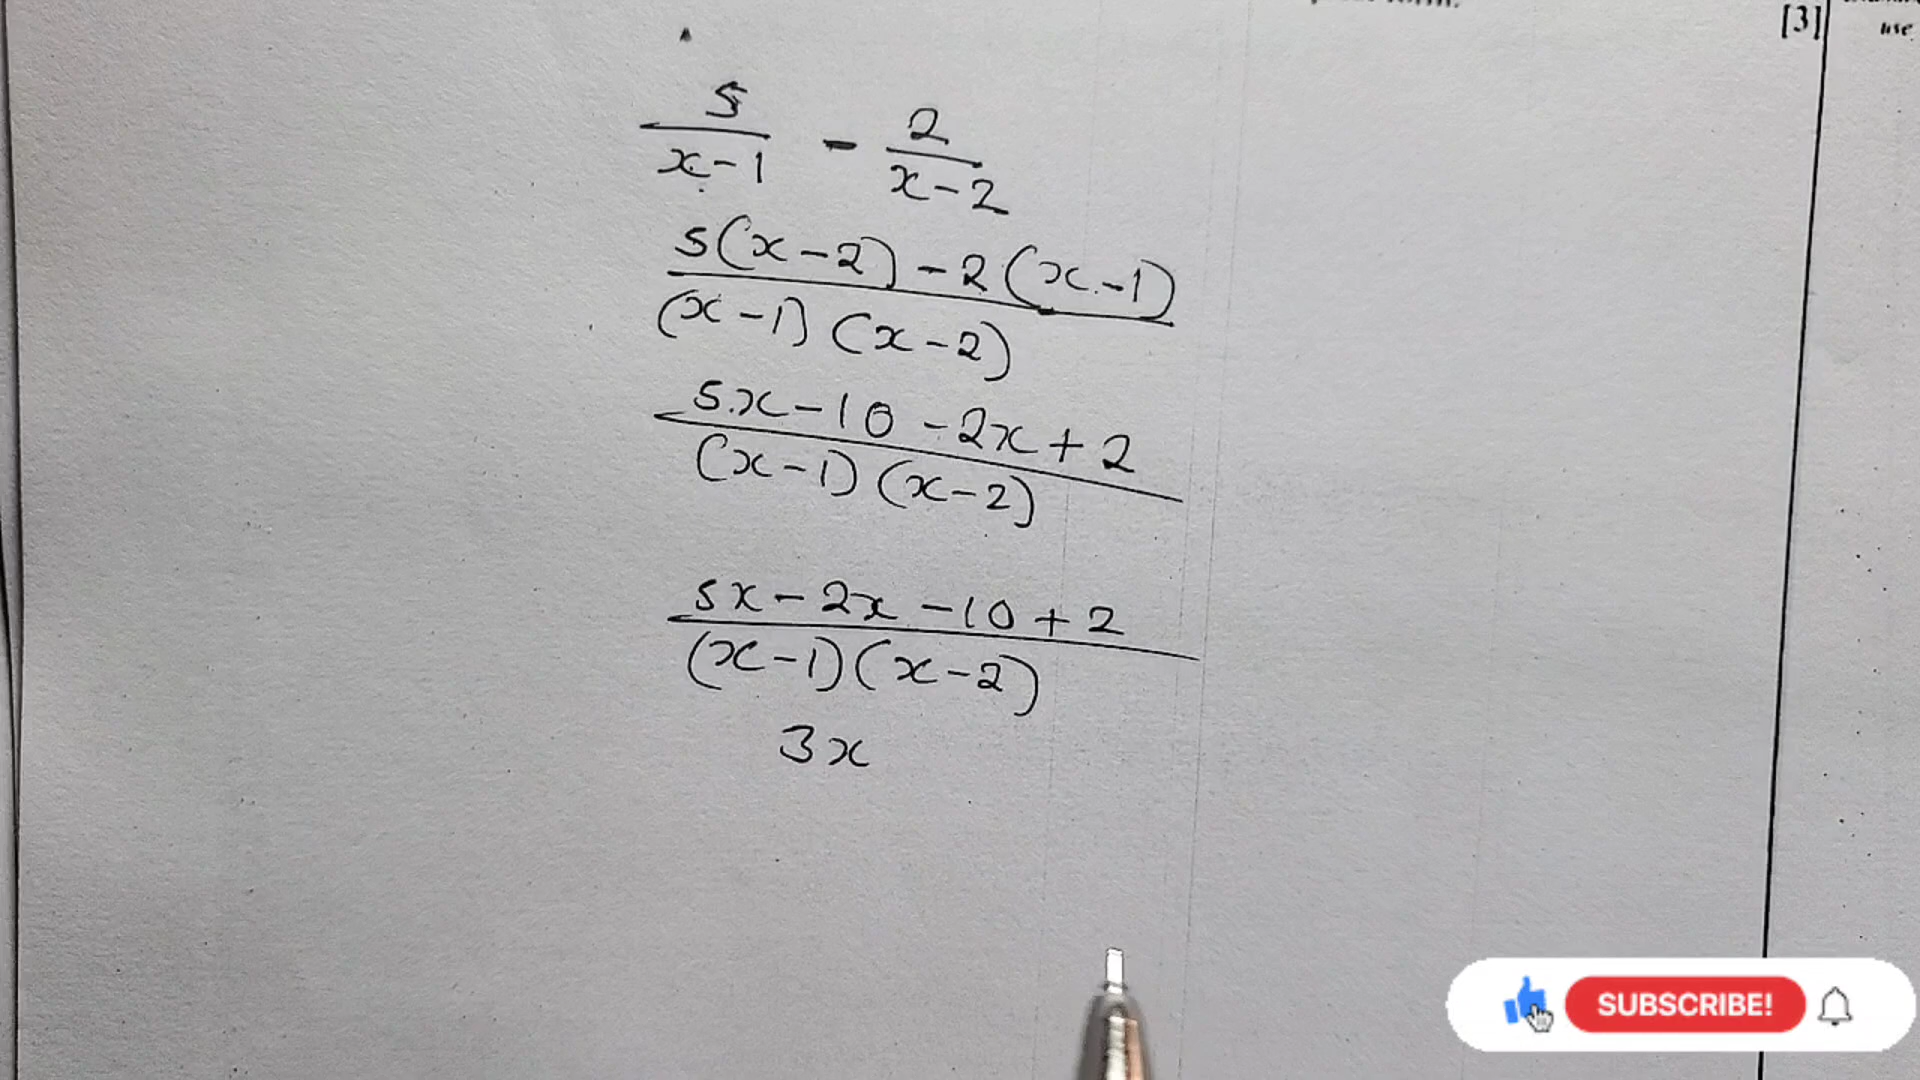 [3]
use
5/(x-1) - 2/(x-2)
5(x-2) -2(x-1)
(x-1)(x-2)
5x-10-2x+2
(x-1)(x-2)
5x-2x-10+2
(x-1)(x-2)
3x
SUBSCRIBE!